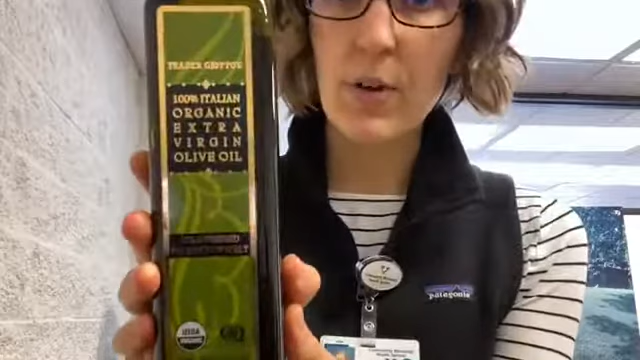 TRADER GIOTTO'S
100% ITALIAN
ORGANIC
EXTRA
VIRGIN
OLIVE OIL
USDA
ORGANIC
patagonia